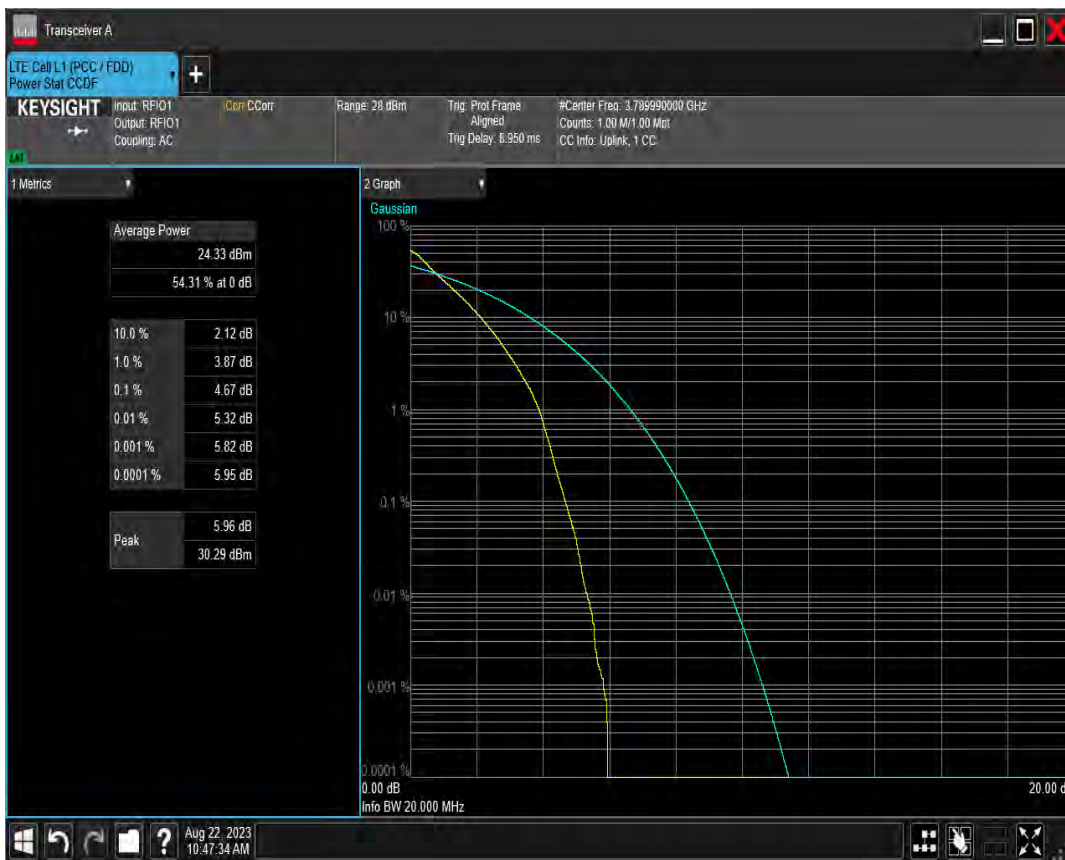 Transceiver A
LTE Cell L1 (PCC / FDD)
Power Stat CCDF
KEYSIGHT
Input: RFIO1
Output: RFIO1
Coupling: AC
Corr CCorr
Range: 28 dBm
Trig: Prot Frame
Aligned
Trig Delay: 8.950 ms
#Center Freq: 3.789990000 GHz
Counts: 1.00 M/1.00 Mpt
CC Info: Uplink, 1 CC
1 Metrics
Average Power
24.33 dBm
54.31 % at 0 dB
10.0 % 2.12 dB
1.0 % 3.87 dB
0.1 % 4.67 dB
0.01 % 5.32 dB
0.001 % 5.82 dB
0.0001 % 5.95 dB
Peak
5.96 dB
30.29 dBm
2 Graph
Gaussian
100 %
10 %
1 %
0.1 %
0.01 %
0.001 %
0.0001 %
0.00 dB
20.00 d
Info BW 20.000 MHz
Aug 22, 2023
10:47:34 AM